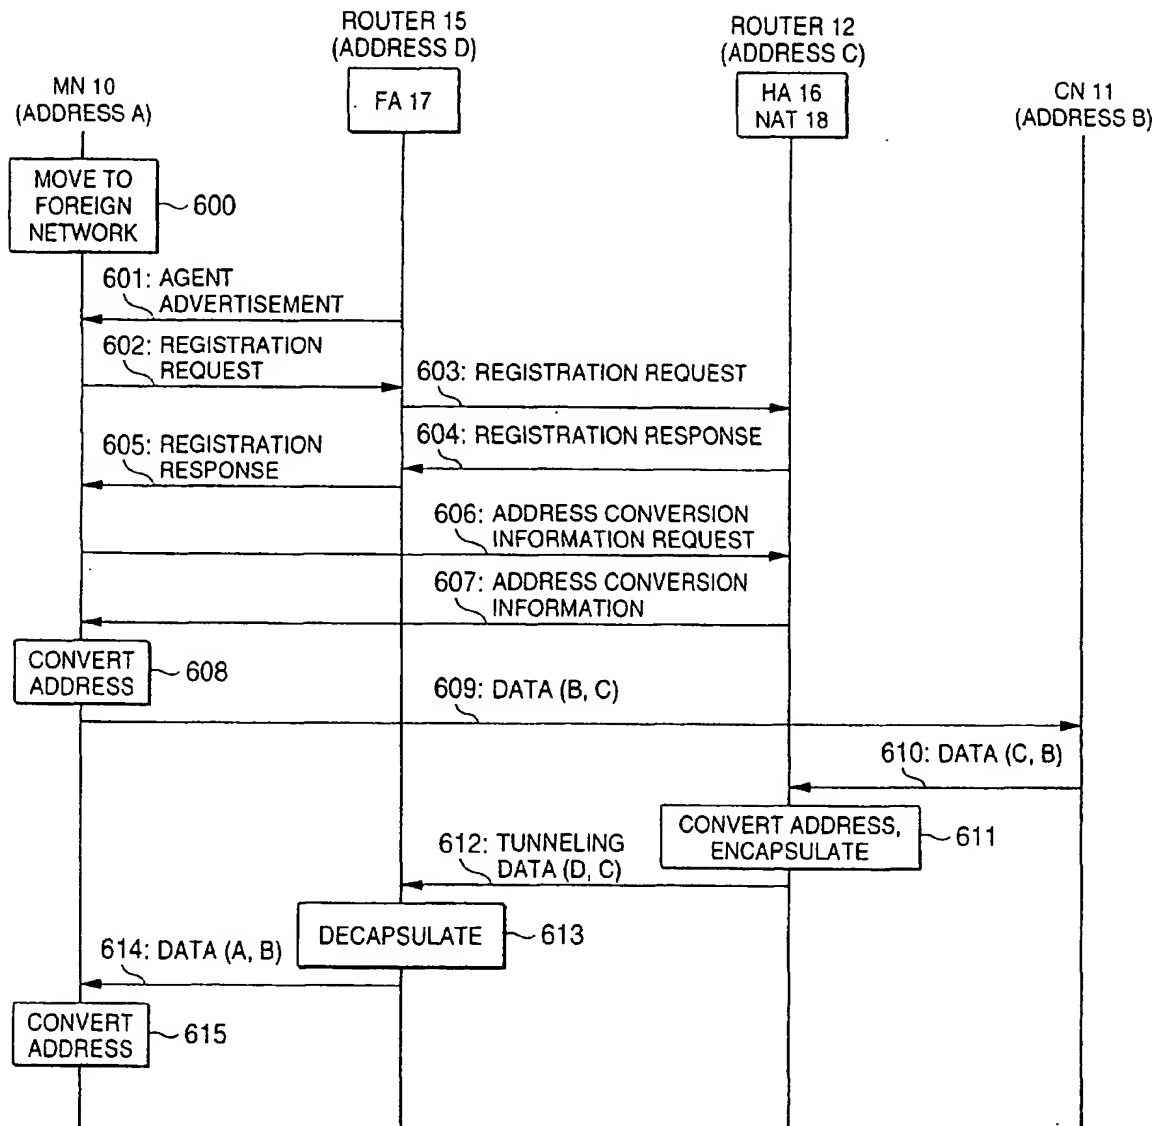 ROUTER 15
(ADDRESS D)
ROUTER 12
(ADDRESS C)
MN 10
(ADDRESS A)
FA 17
HA 16
NAT 18
CN 11
(ADDRESS B)
MOVE TO
FOREIGN
NETWORK
600
601: AGENT
ADVERTISEMENT
602: REGISTRATION
REQUEST
603: REGISTRATION REQUEST
604: REGISTRATION RESPONSE
605: REGISTRATION
RESPONSE
606: ADDRESS CONVERSION
INFORMATION REQUEST
607: ADDRESS CONVERSION
INFORMATION
CONVERT
ADDRESS
608
609: DATA (B, C)
610: DATA (C, B)
CONVERT ADDRESS,
ENCAPSULATE
611
612: TUNNELING
DATA (D, C)
DECAPSULATE
613
614: DATA (A, B)
CONVERT
ADDRESS
615